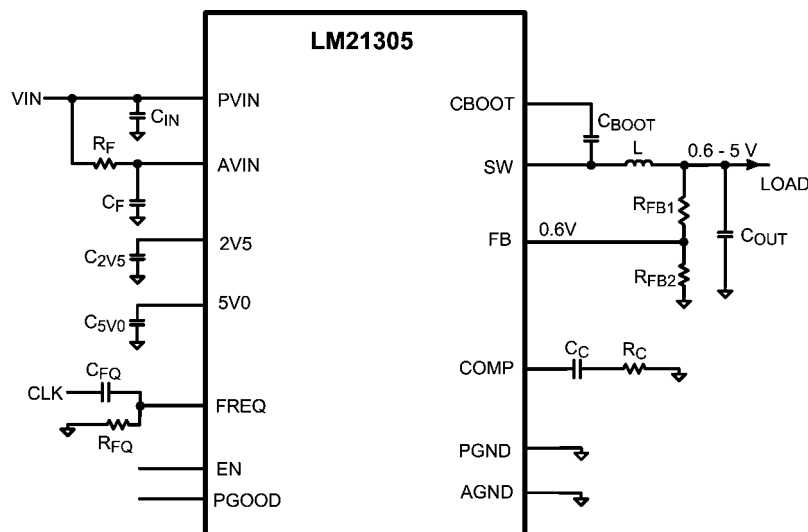 LM21305
VIN
PVIN
CIN
RF
AVIN
CF
2V5
C2V5
5V0
C5V0
CFQ
CLK
FREQ
RFQ
EN
PGOOD
CBOOT
CBOOT
L
0.6 - 5 V
SW
LOAD
RFB1
FB
0.6V
COUT
RFB2
COMP
CC
RC
PGND
AGND